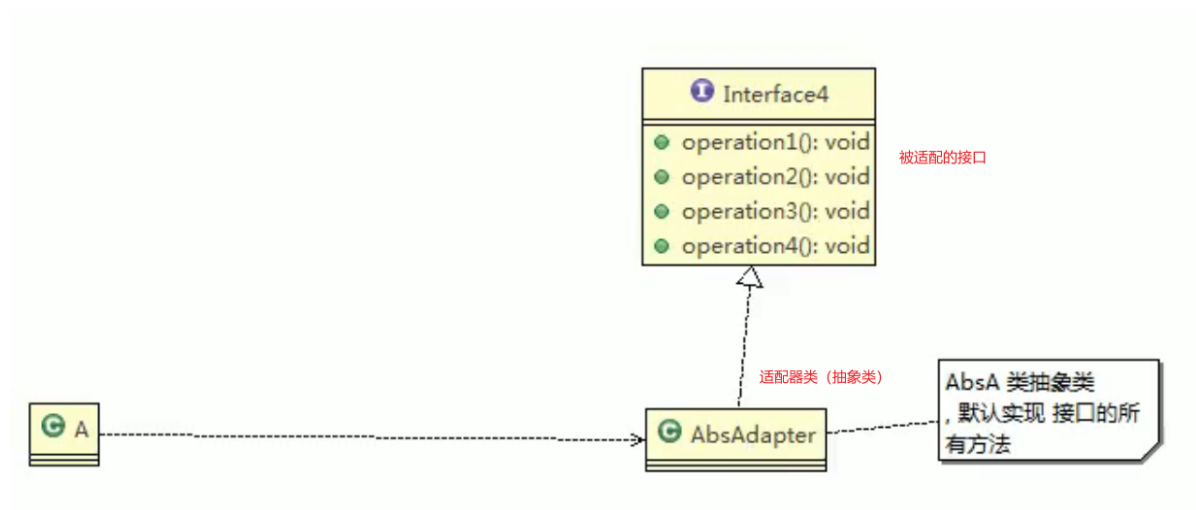 I Interface4
operation1(): void
operation2(): void
operation3(): void
operation4(): void
被适配的接口
适配器类（抽象类）
C A
C AbsAdapter
AbsA 类抽象类
, 默认实现 接口的所
有方法